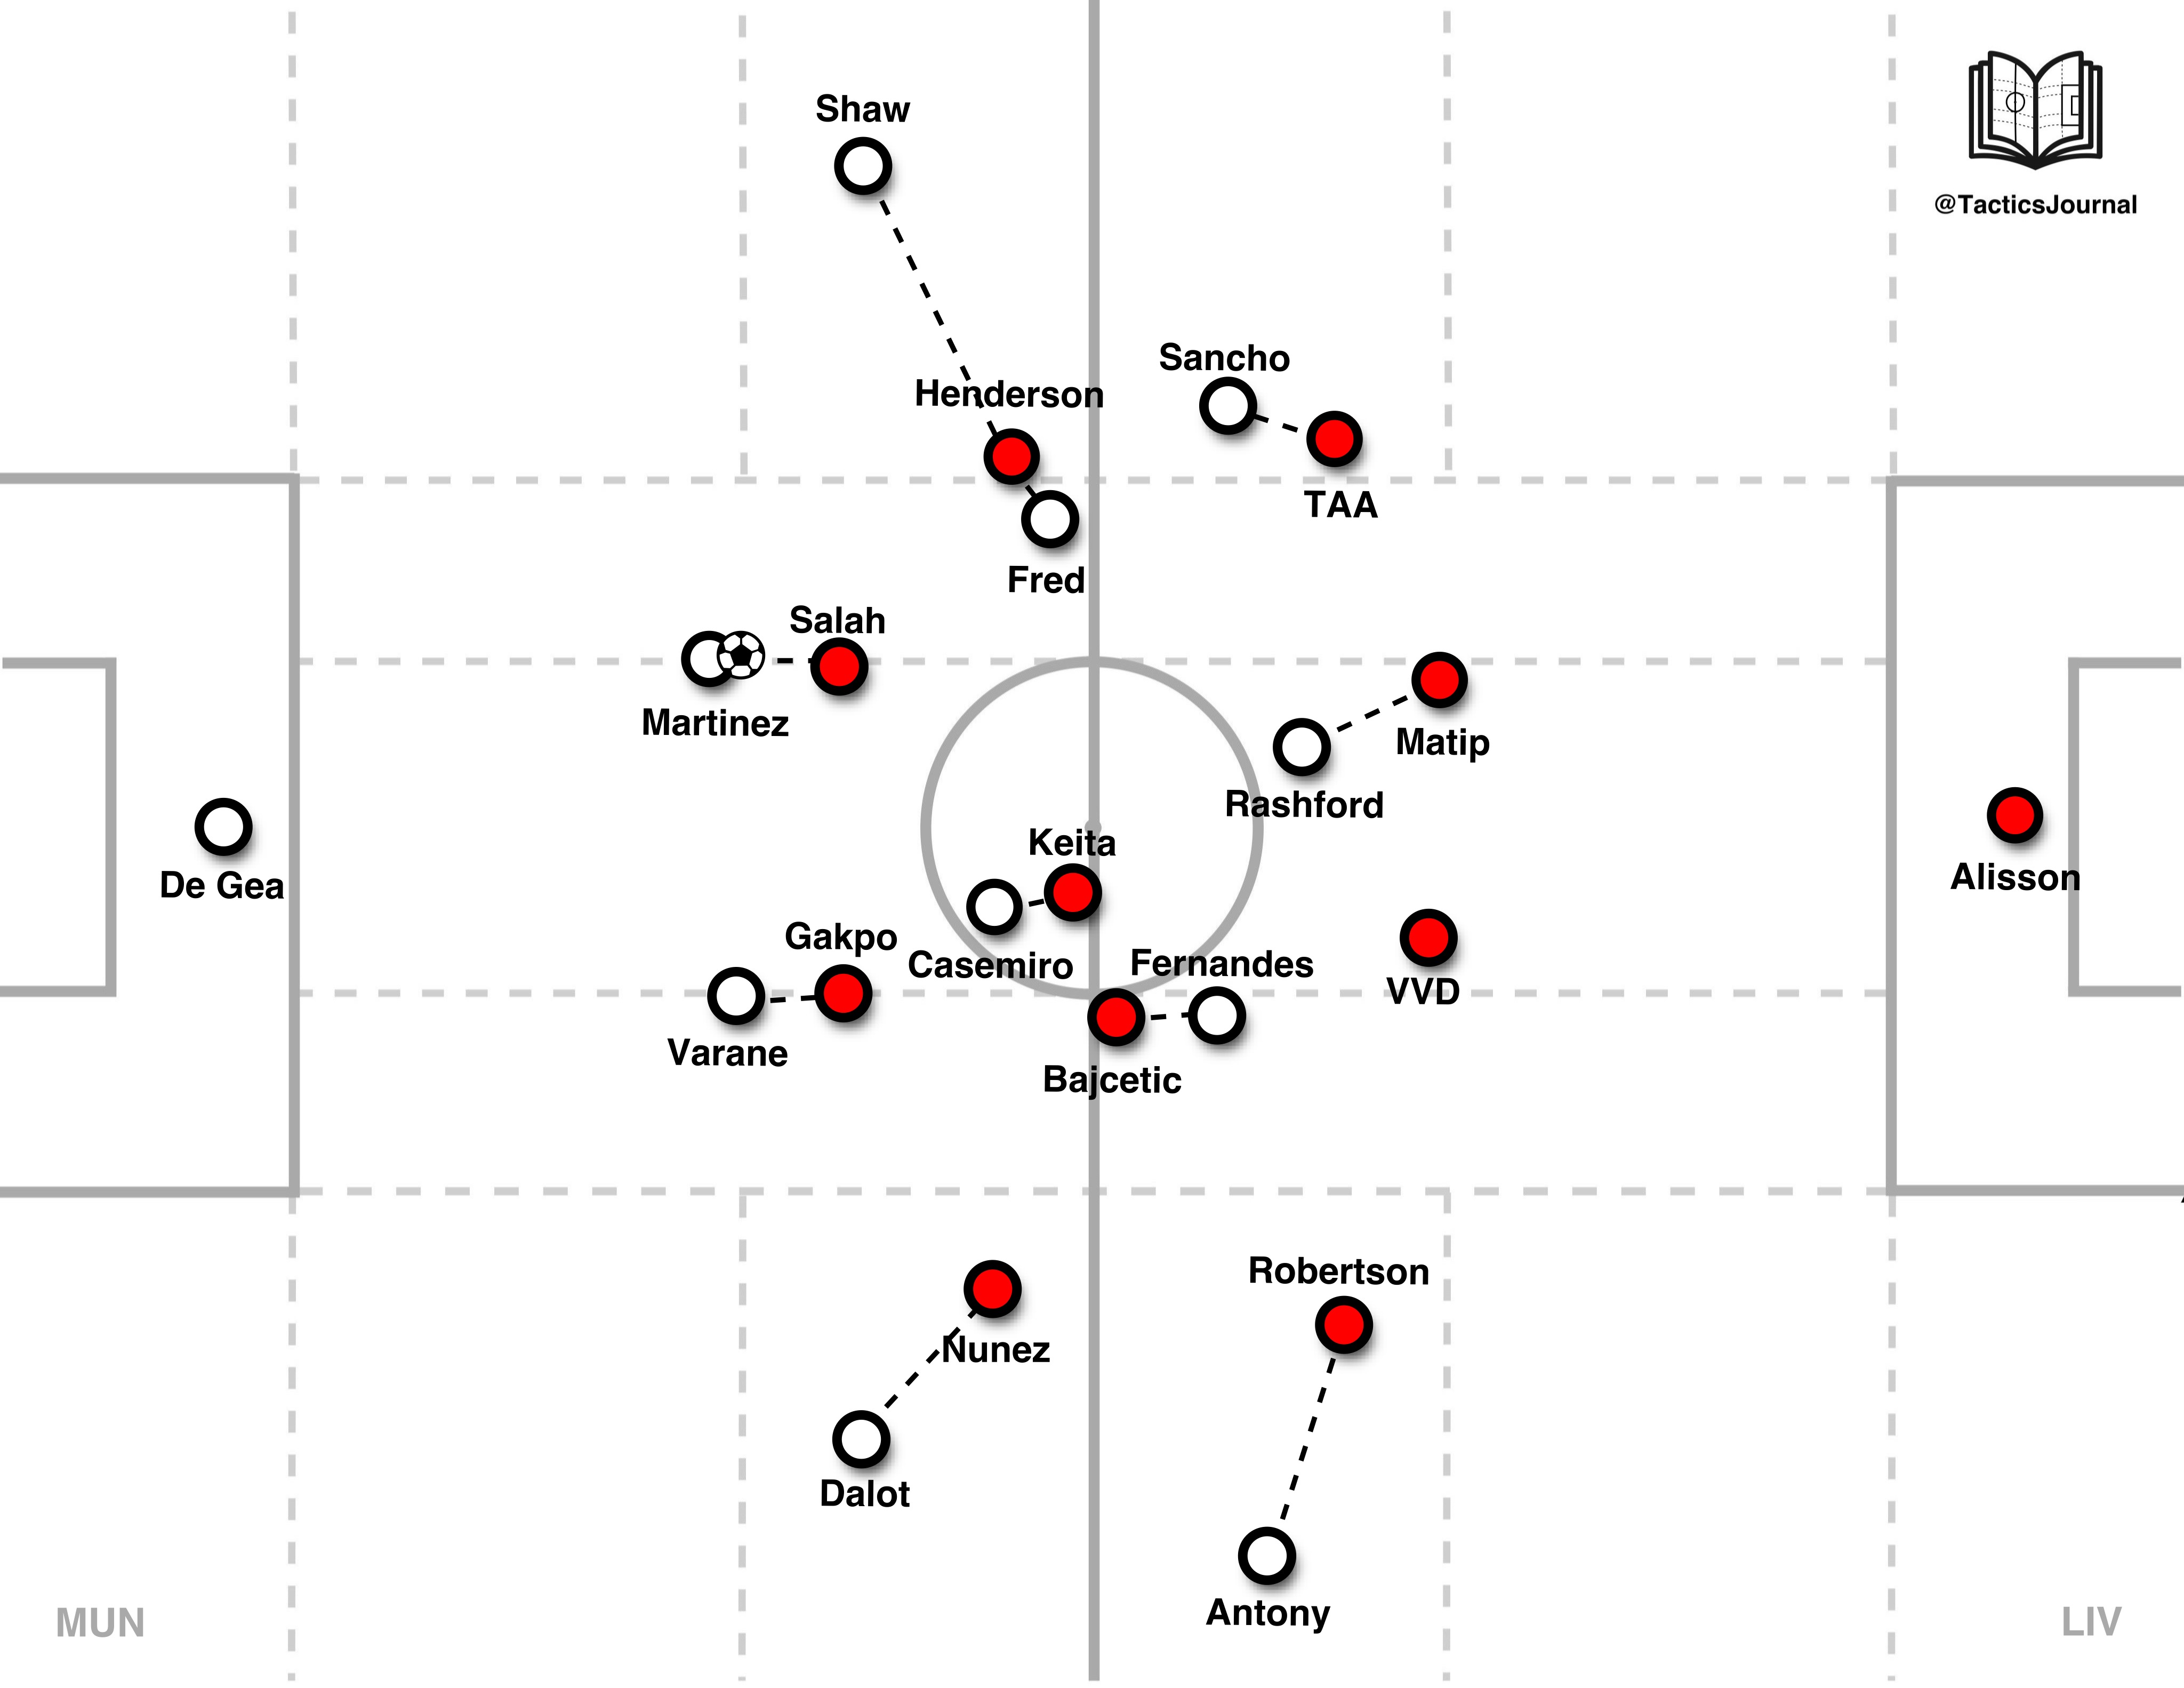 Shaw
@TacticsJournal
Sancho
Henderson
TAA
Fred
Salah
Martinez
Matip
Rashford
Keita
De Gea
Alisson
Gakpo
Casemiro
Fernandes
VVD
Varane
Bajcetic
Robertson
Nunez
Dalot
Antony
MUN
LIV